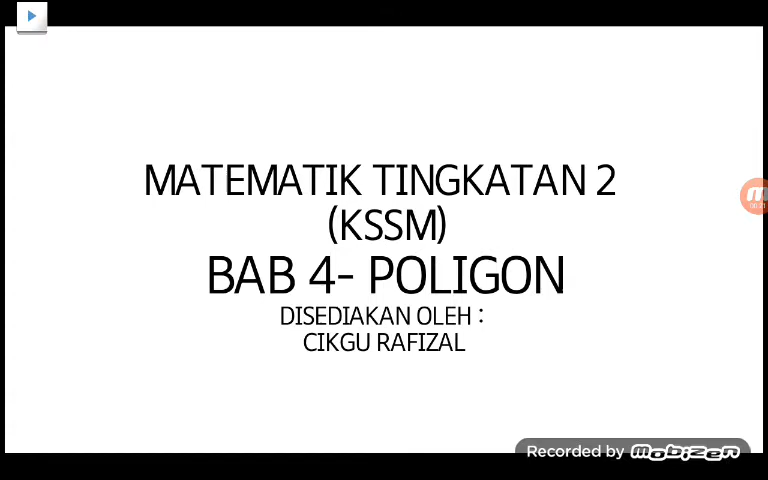 MATEMATIK TINGKATAN 2
(KSSM)
BAB 4- POLIGON
DISEDIAKAN OLEH :
CIKGU RAFIZAL
Recorded by MOBIZEN